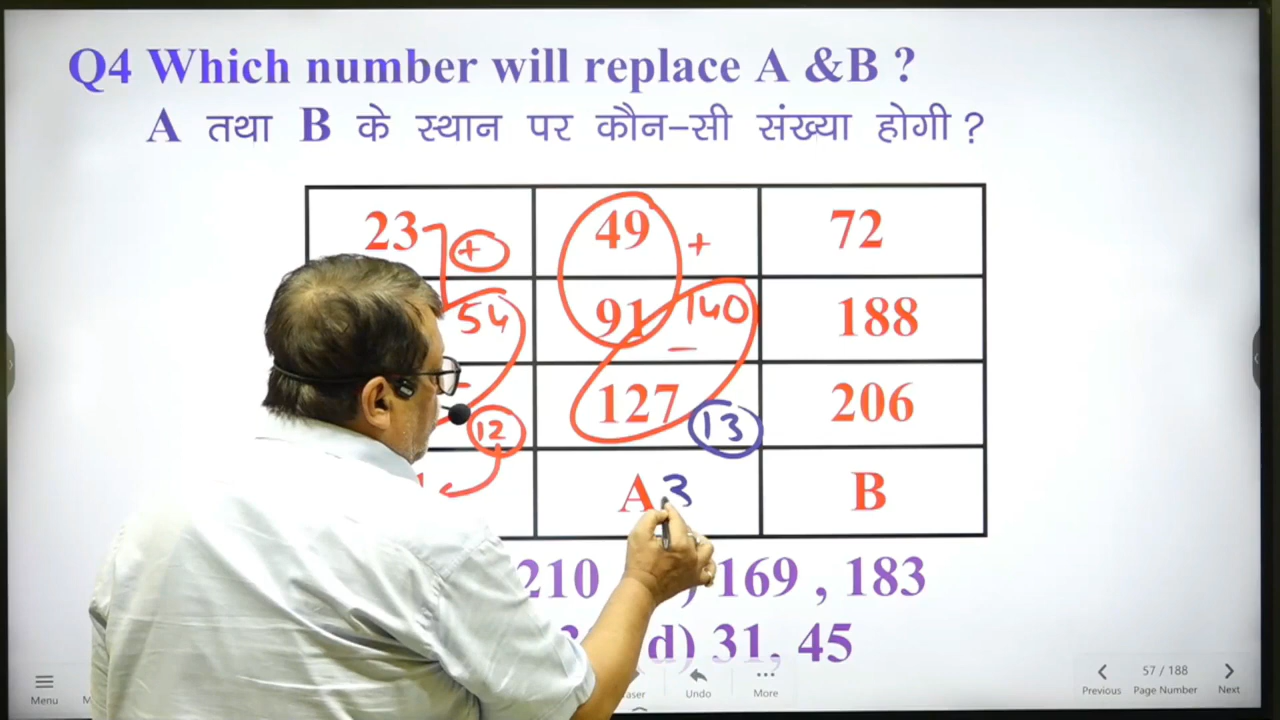 Q4 Which number will replace A &B ?
A तथा B के स्थान पर कौन-सी संख्या होगी ?
23 + 49 + 72
54 91 140 188
- -
12 127 13 206
A 3 B
210 ) 169 , 183
d) 31, 45
Menu Undo More Previous 57 / 188 Page Number Next